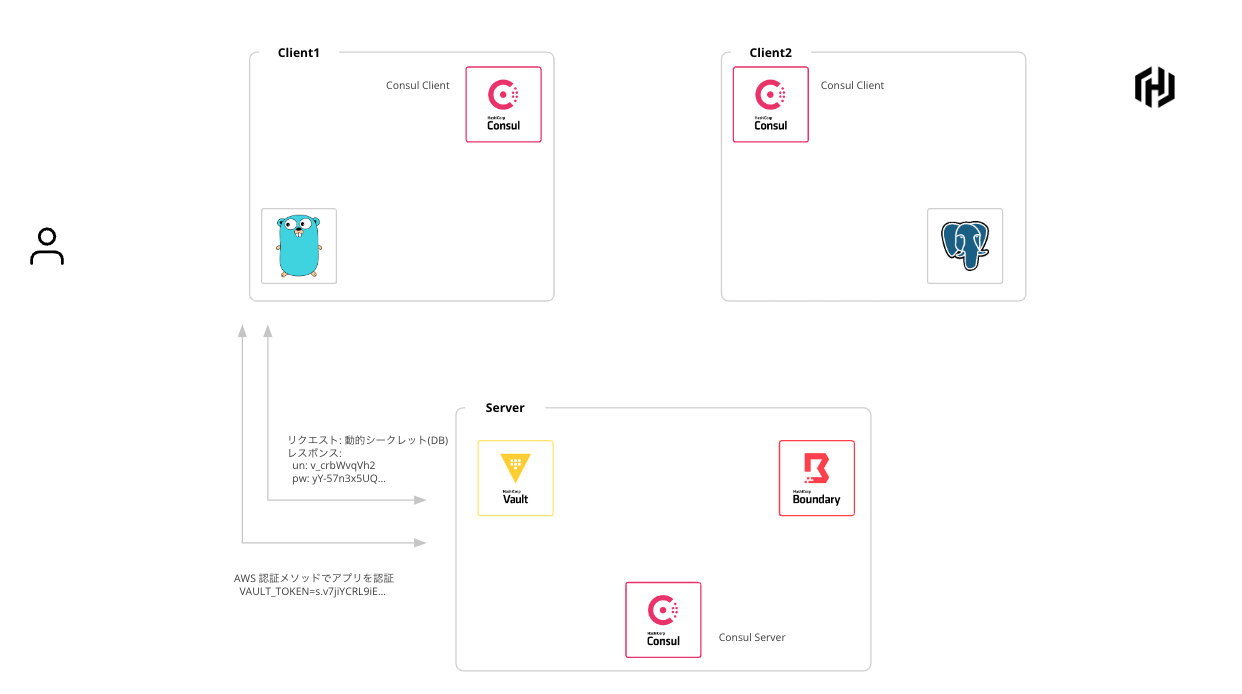 Client1
Consul Client
HashiCorp
Consul
Client2
HashiCorp
Consul
Consul Client
リクエスト: 動的シークレット(DB)
レスポンス:
un: v_crbWvqVh2
pw: yY-57n3x5UQ...
AWS 認証メソッドでアプリを認証
VAULT_TOKEN=s.v7jiYCRL9iE...
Server
HashiCorp
Vault
HashiCorp
Boundary
HashiCorp
Consul
Consul Server